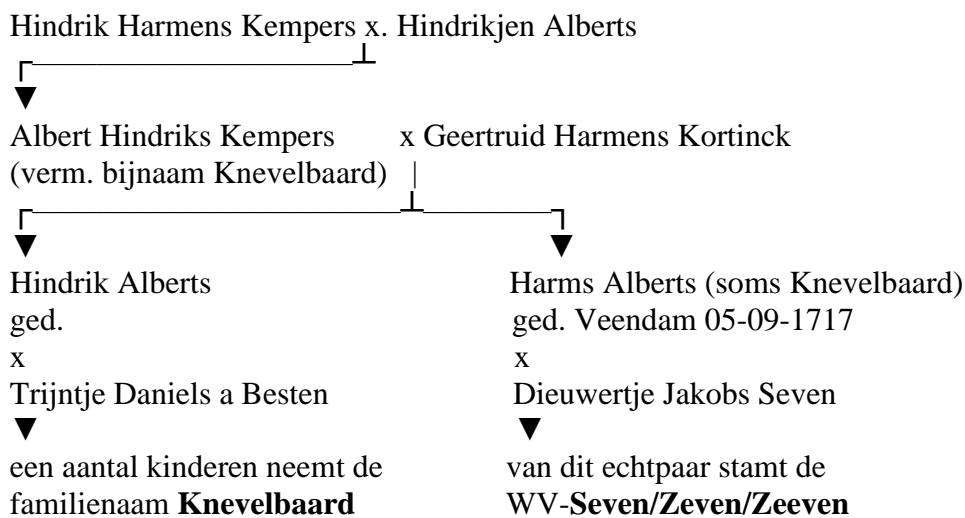 Hindrik Harmens Kempers x. Hindrikjen Alberts
Albert Hindriks Kempers x Geertruid Harmens Kortinck
(verm. bijnaam Knevelbaard)
Hindrik Alberts Harms Alberts (soms Knevelbaard)
ged. ged. Veendam 05-09-1717
x x
Trijntje Daniels a Besten Dieuwertje Jakobs Seven
een aantal kinderen neemt de van dit echtpaar stamt de
familienaam Knevelbaard WV-Seven/Zeven/Zeeven